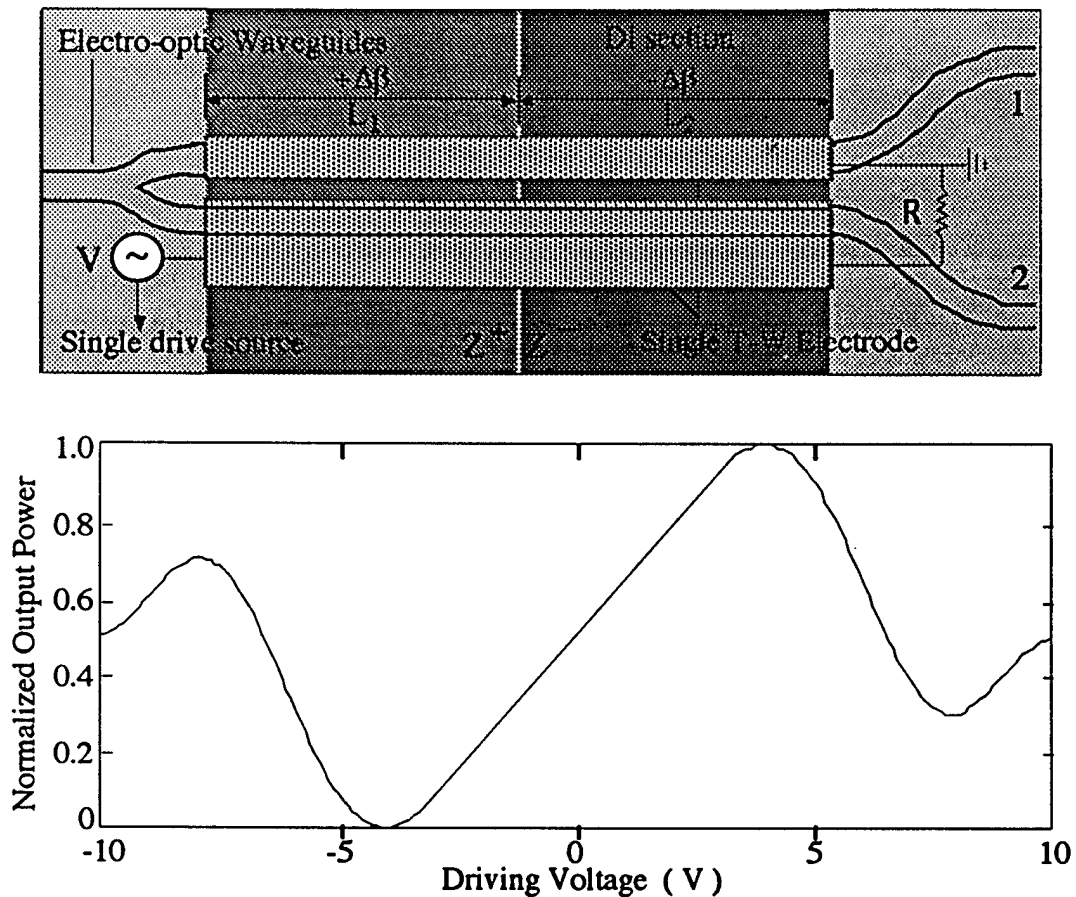 Electro-optic Waveguides
DI section
+Δβ
-Δβ
L1
L2
1
R
V
~
2
Single drive source
Z+
Z-
Single T-W Electrode
Normalized Output Power
1.0
0.8
0.6
0.4
0.2
0
-10
-5
0
5
10
Driving Voltage ( V )